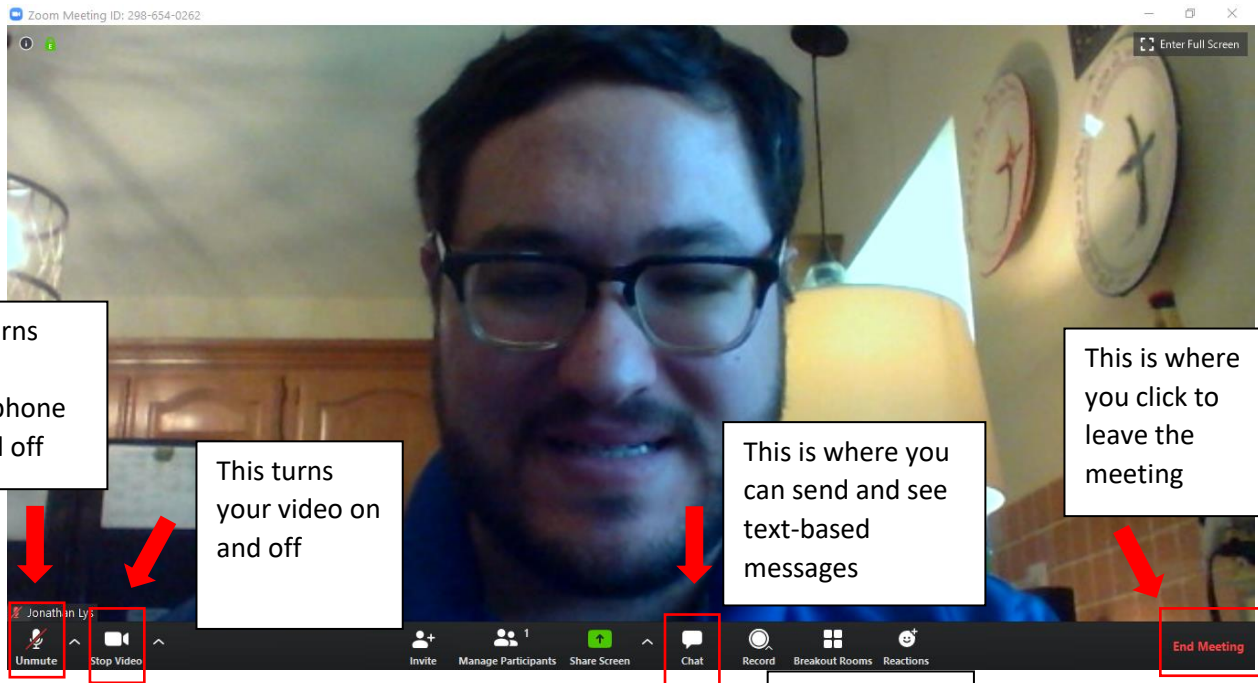 Zoom Meeting ID: 298-654-0262
Enter Full Screen
rns
phone
off
This turns
your video on
and off
This is where you
can send and see
text-based
messages
This is where
you click to
leave the
meeting
Jonathan Lys
Unmute
Stop Video
Invite
1
Manage Participants
Share Screen
Chat
Record
Breakout Rooms
Reactions
End Meeting